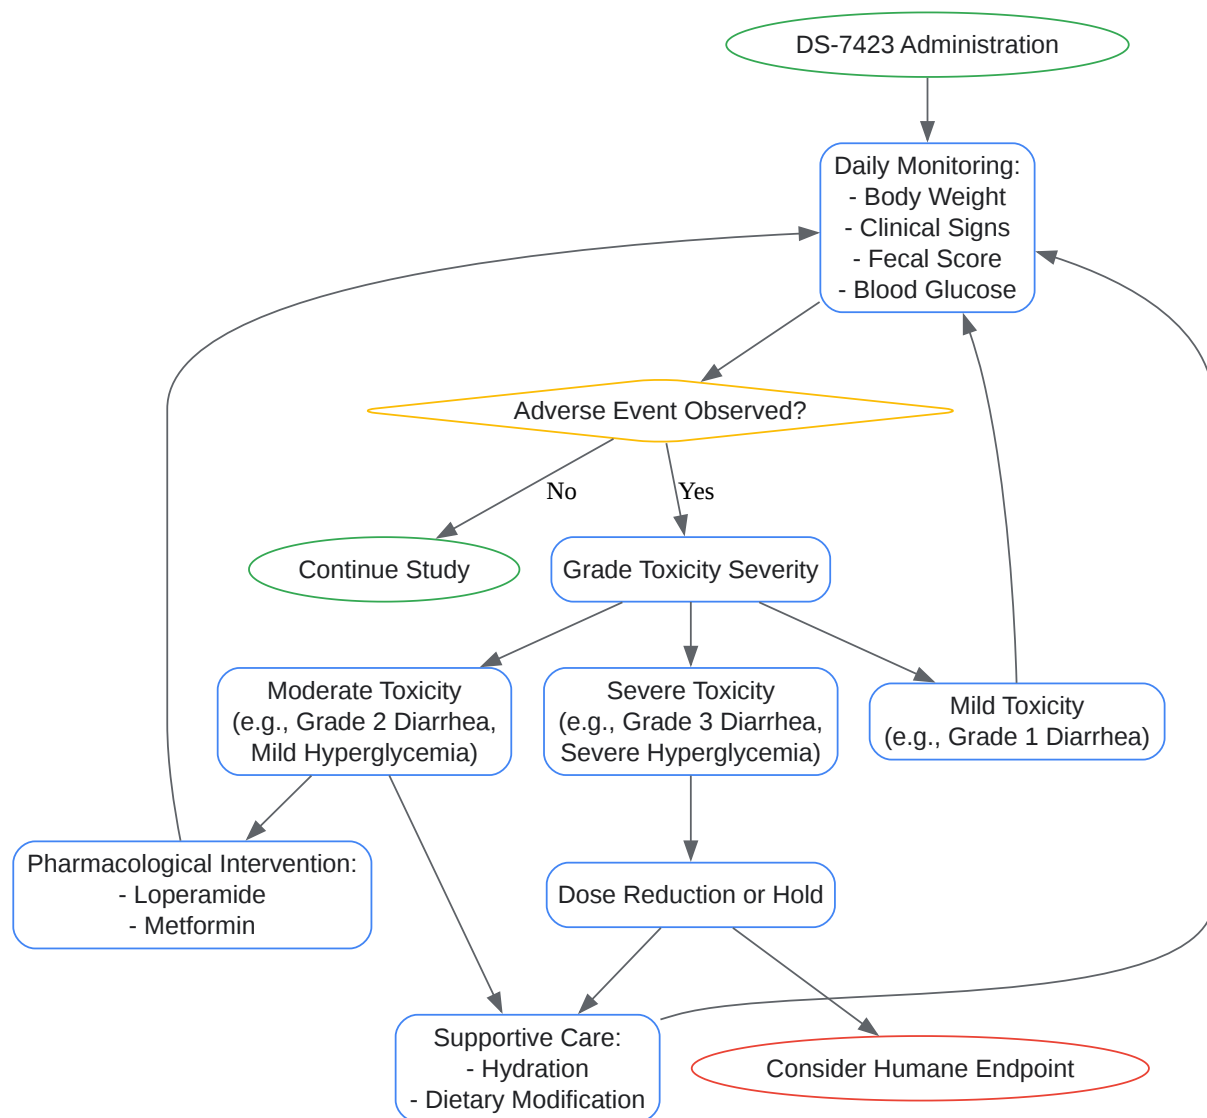 DS-7423 Administration
Daily Monitoring:
- Body Weight
- Clinical Signs
- Fecal Score
- Blood Glucose
Adverse Event Observed?
No
Yes
Continue Study
Grade Toxicity Severity
Moderate Toxicity
(e.g., Grade 2 Diarrhea,
Mild Hyperglycemia)
Severe Toxicity
(e.g., Grade 3 Diarrhea,
Severe Hyperglycemia)
Mild Toxicity
(e.g., Grade 1 Diarrhea)
Pharmacological Intervention:
- Loperamide
- Metformin
Dose Reduction or Hold
Supportive Care:
- Hydration
- Dietary Modification
Consider Humane Endpoint